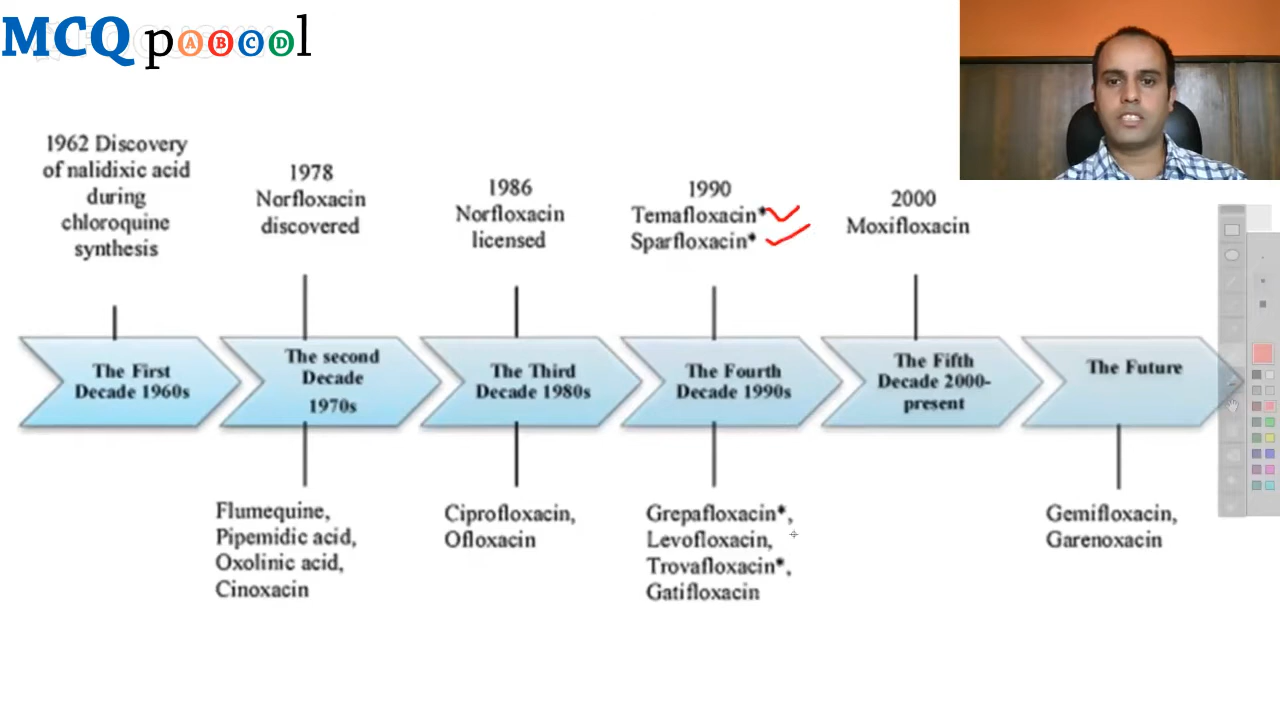 MCQ pABCDl
1962 Discovery
of nalidixic acid
during
chloroquine
synthesis
1978
Norfloxacin
discovered
1986
Norfloxacin
licensed
1990
Temafloxacin*
Sparfloxacin*
2000
Moxifloxacin
The First
Decade 1960s
The second
Decade
1970s
The Third
Decade 1980s
The Fourth
Decade 1990s
The Fifth
Decade 2000-
present
The Future
Flumequine,
Pipemidic acid,
Oxolinic acid,
Cinoxacin
Ciprofloxacin,
Ofloxacin
Grepafloxacin*,
Levofloxacin,
Trovafloxacin*,
Gatifloxacin
Gemifloxacin,
Garenoxacin